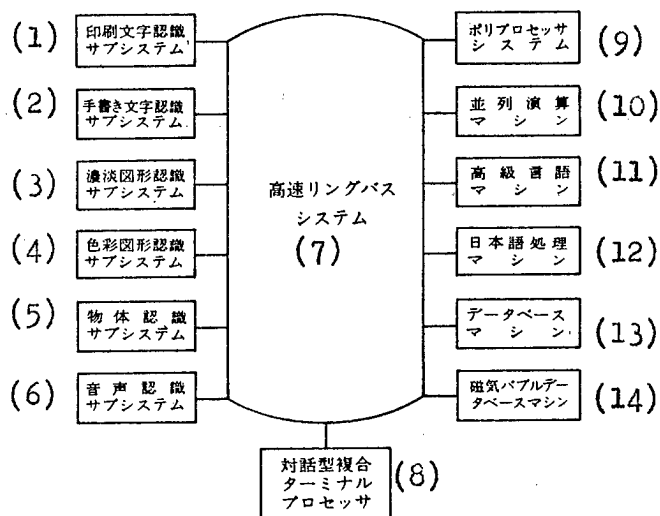 (1)
印刷文字認識
サブシステム
(2)
手書き文字認識
サブシステム
(3)
濃淡図形認識
サブシステム
(4)
色彩図形認識
サブシステム
(5)
物体認識
サブシステム
(6)
音声認識
サブシステム
高速リングバス
システム
(7)
対話型複合
ターミナル
プロセッサ
(8)
ポリプロセッサ
システム
(9)
並列演算
マシン
(10)
高級言語
マシン
(11)
日本語処理
マシン
(12)
データベース
マシン
(13)
磁気バブルデー
タベースマシン
(14)